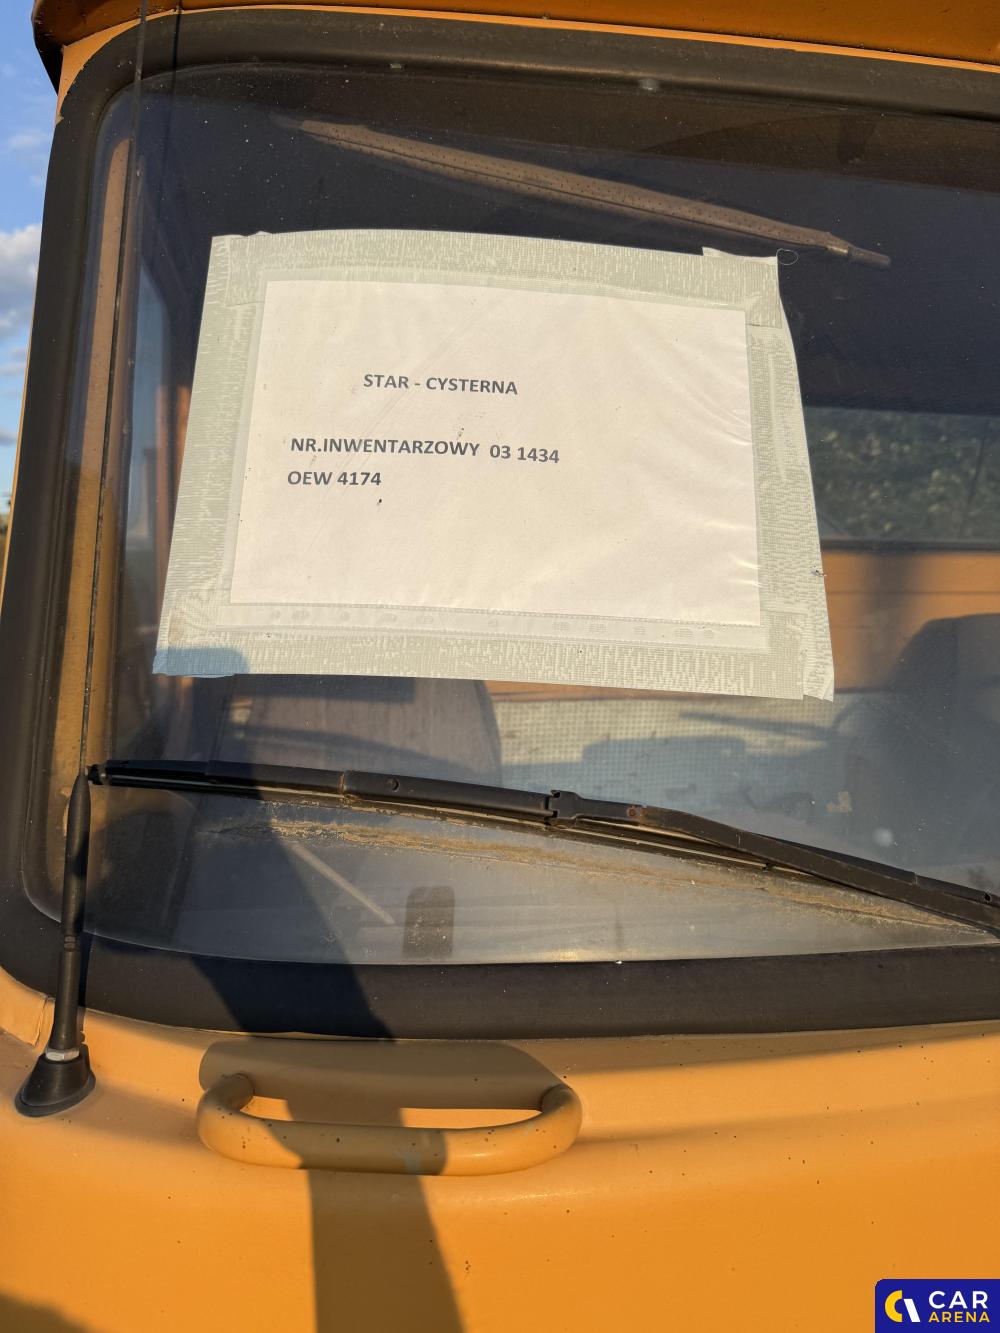 STAR - CYSTERNA
NR.INWENTARZOWY 03 1434
OEW 4174
CAR
ARENA